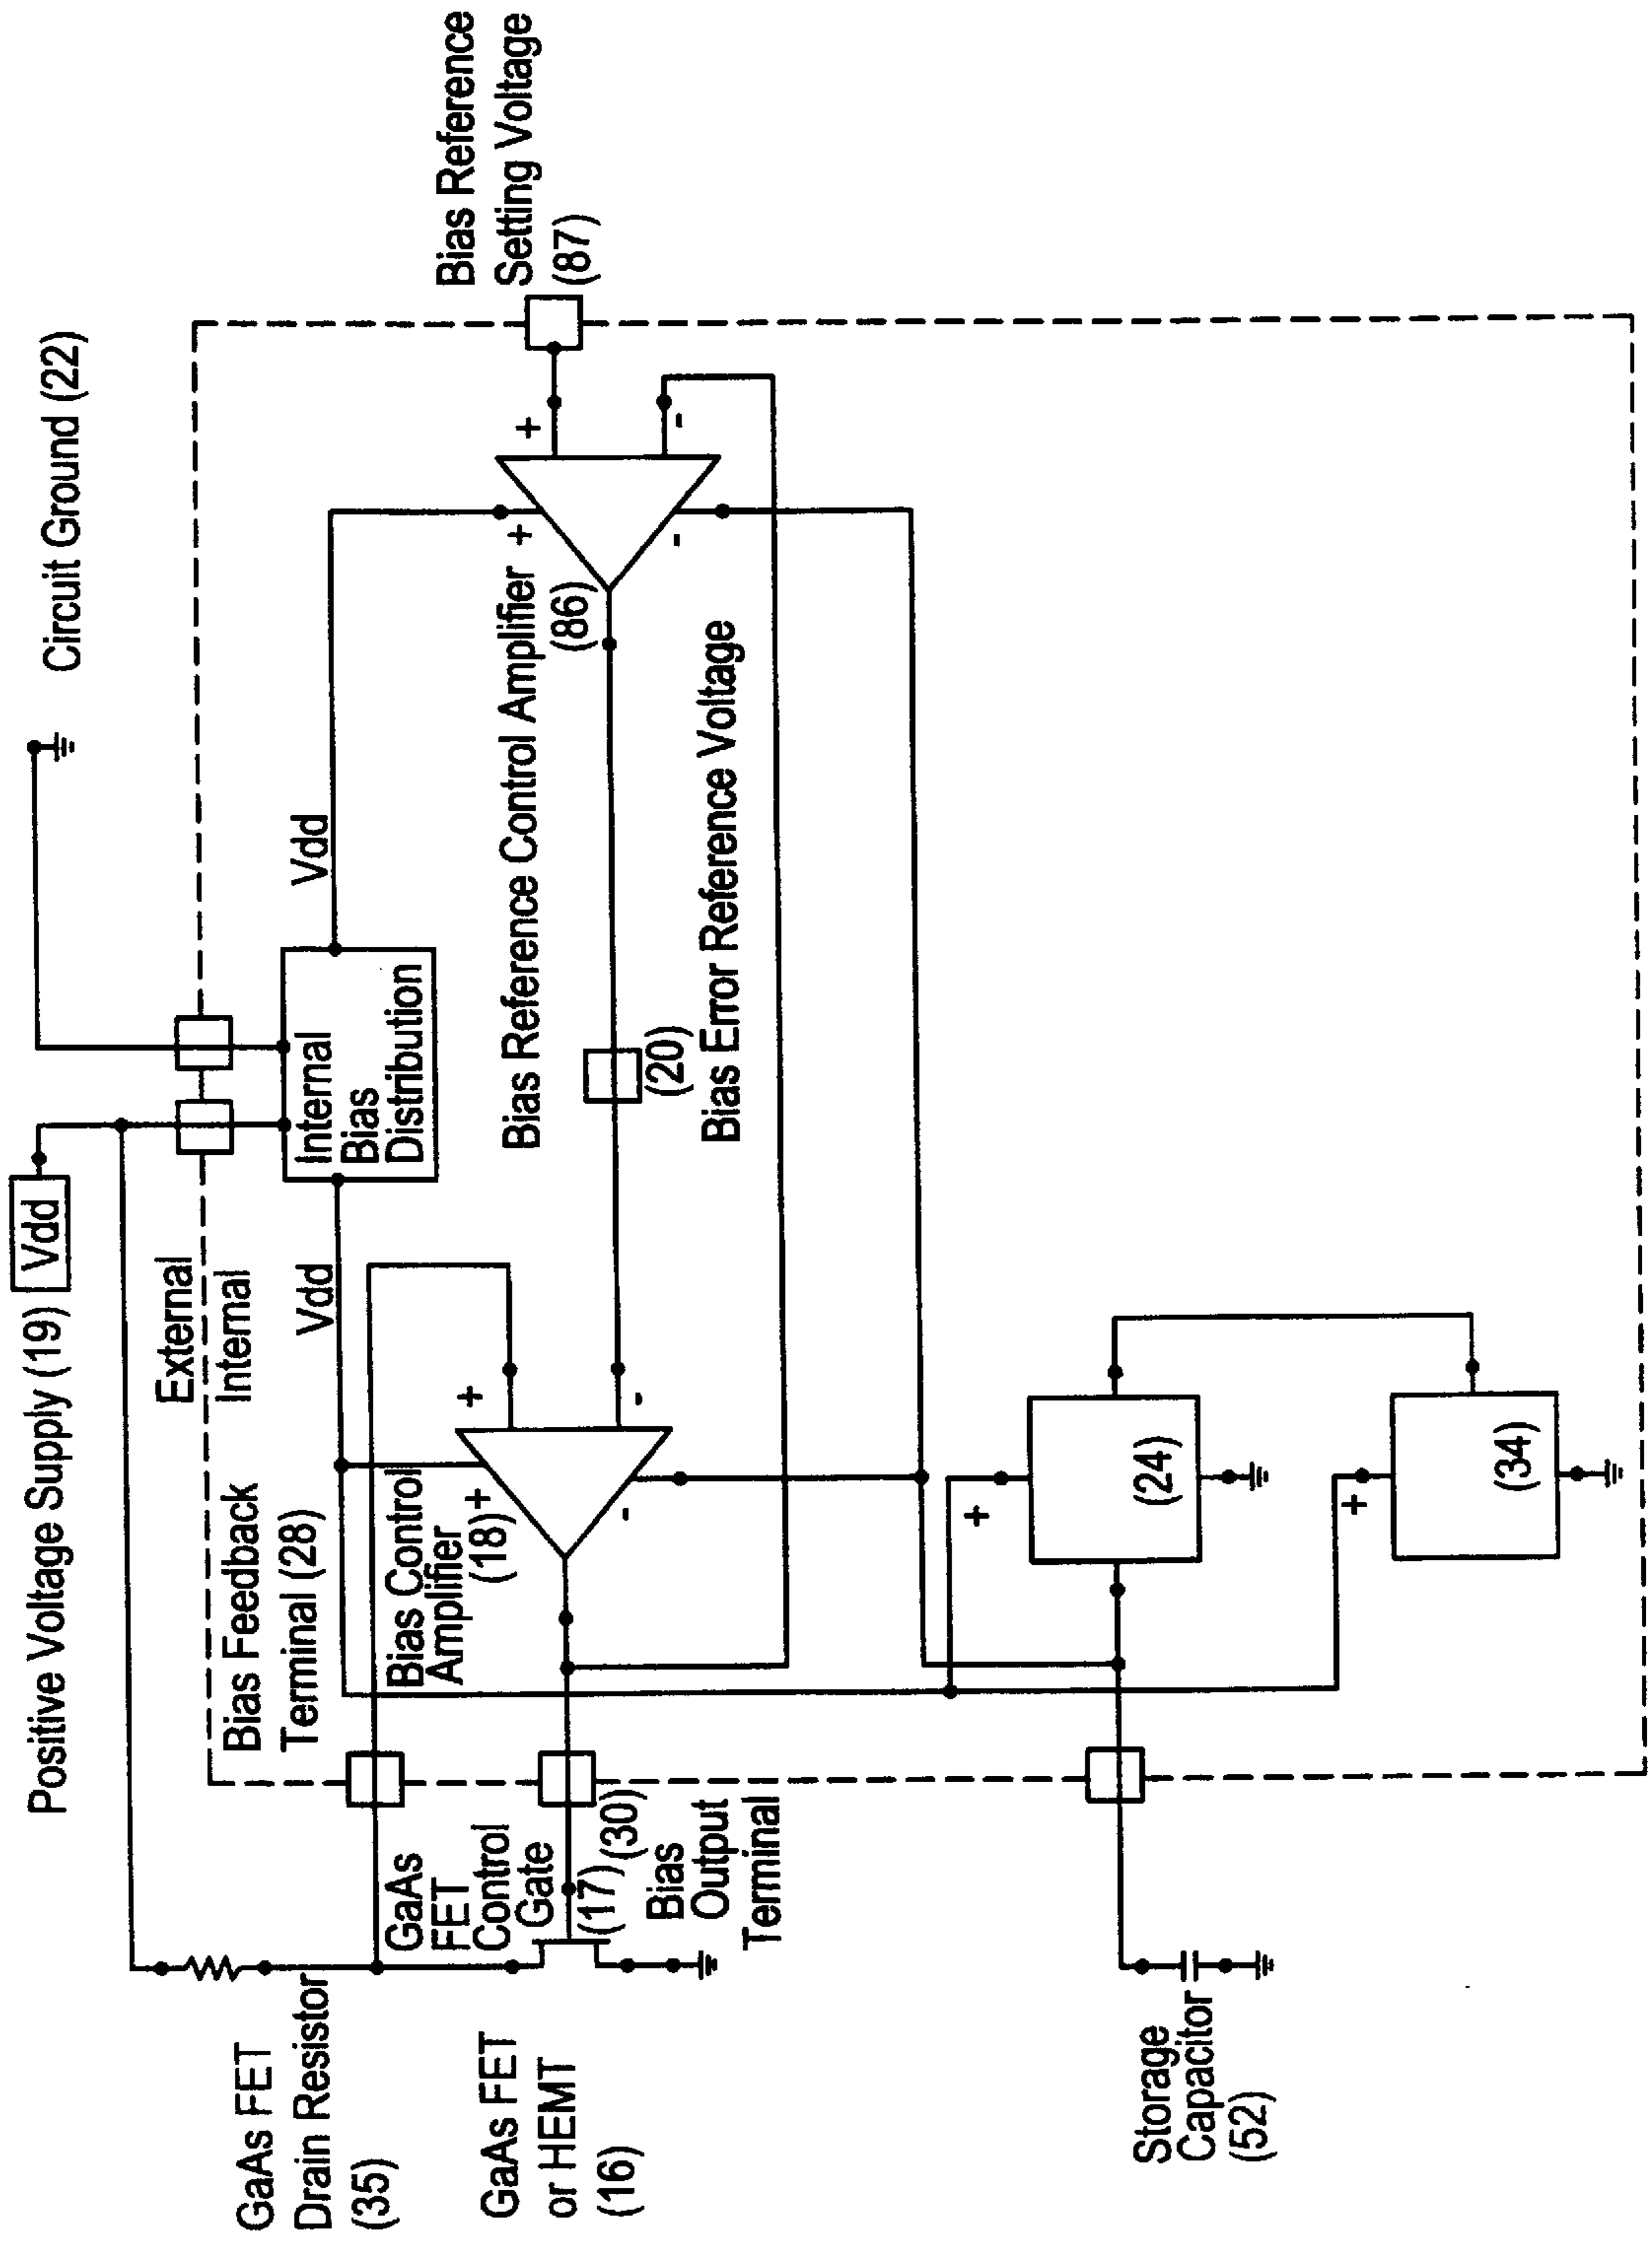 Positive Voltage Supply (19)
Vdd
Circuit Ground (22)
External
Internal
GaAs FET
Drain Resistor
(35)
Bias Feedback
Terminal (28)
Vdd
Internal
Bias
Distribution
Vdd
Bias Reference
Setting Voltage
(87)
GaAs
FET
Control
Gate
(17)
Bias Control
Amplifier
(18)
+
+
-
-
Bias Reference Control Amplifier
(86)
+
+
-
-
GaAs FET
or HEMT
(16)
(30)
Bias
Output
Terminal
(20)
Bias Error Reference Voltage
Storage
Capacitor
(52)
+
(24)
+
(34)